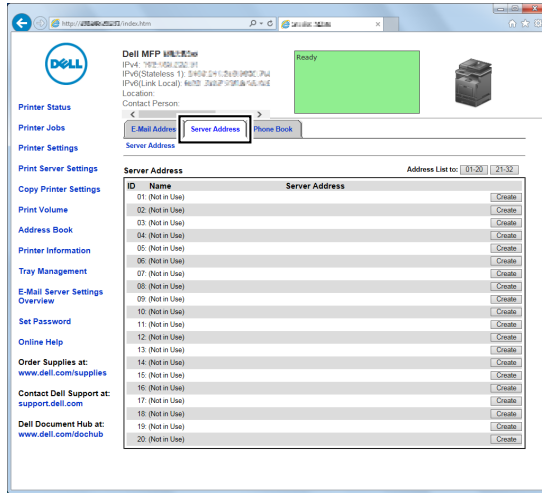 http:// /index.htm
DELL
Dell MFP
IPv4:
IPv6(Stateless 1):
IPv6(Link Local):
Location:
Contact Person:
Ready
Printer Status
Printer Jobs
Printer Settings
Print Server Settings
Copy Printer Settings
Print Volume
Address Book
Printer Information
Tray Management
E-Mail Server Settings
Overview
Set Password
Online Help
Order Supplies at:
www.dell.com/supplies
Contact Dell Support at:
support.dell.com
Dell Document Hub at:
www.dell.com/dochub
E-Mail Address Server Address Phone Book
Server Address
Server Address Address List to: 01-20 21-32
ID Name Server Address
01: (Not in Use) Create
02: (Not in Use) Create
03: (Not in Use) Create
04: (Not in Use) Create
05: (Not in Use) Create
06: (Not in Use) Create
07: (Not in Use) Create
08: (Not in Use) Create
09: (Not in Use) Create
10: (Not in Use) Create
11: (Not in Use) Create
12: (Not in Use) Create
13: (Not in Use) Create
14: (Not in Use) Create
15: (Not in Use) Create
16: (Not in Use) Create
17: (Not in Use) Create
18: (Not in Use) Create
19: (Not in Use) Create
20: (Not in Use) Create